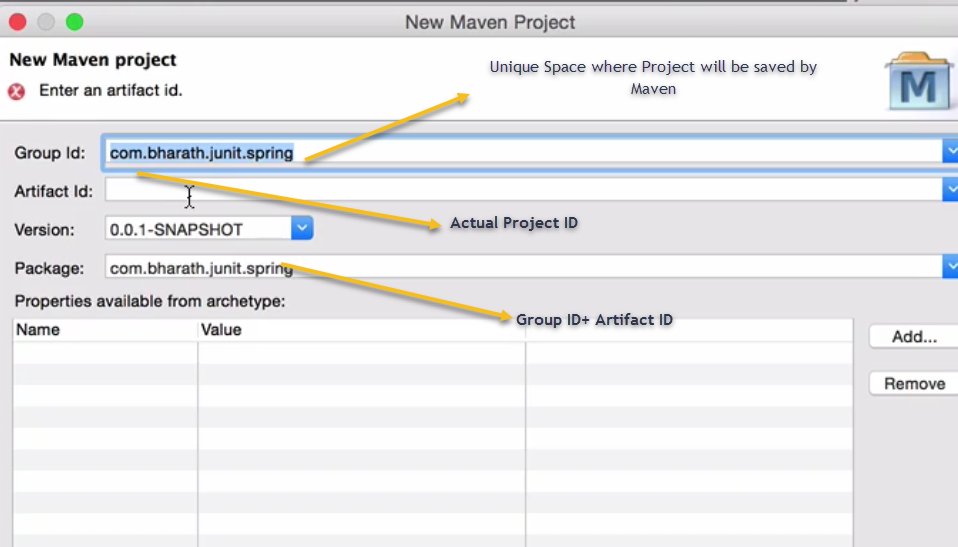 New Maven Project
New Maven project
Enter an artifact id.
Unique Space where Project will be saved by
Maven
M
Group Id: com.bharath.junit.spring
Artifact Id:
Actual Project ID
Version: 0.0.1-SNAPSHOT
Package: com.bharath.junit.spring
Properties available from archetype:
Group ID+ Artifact ID
Name Value
Add...
Remove